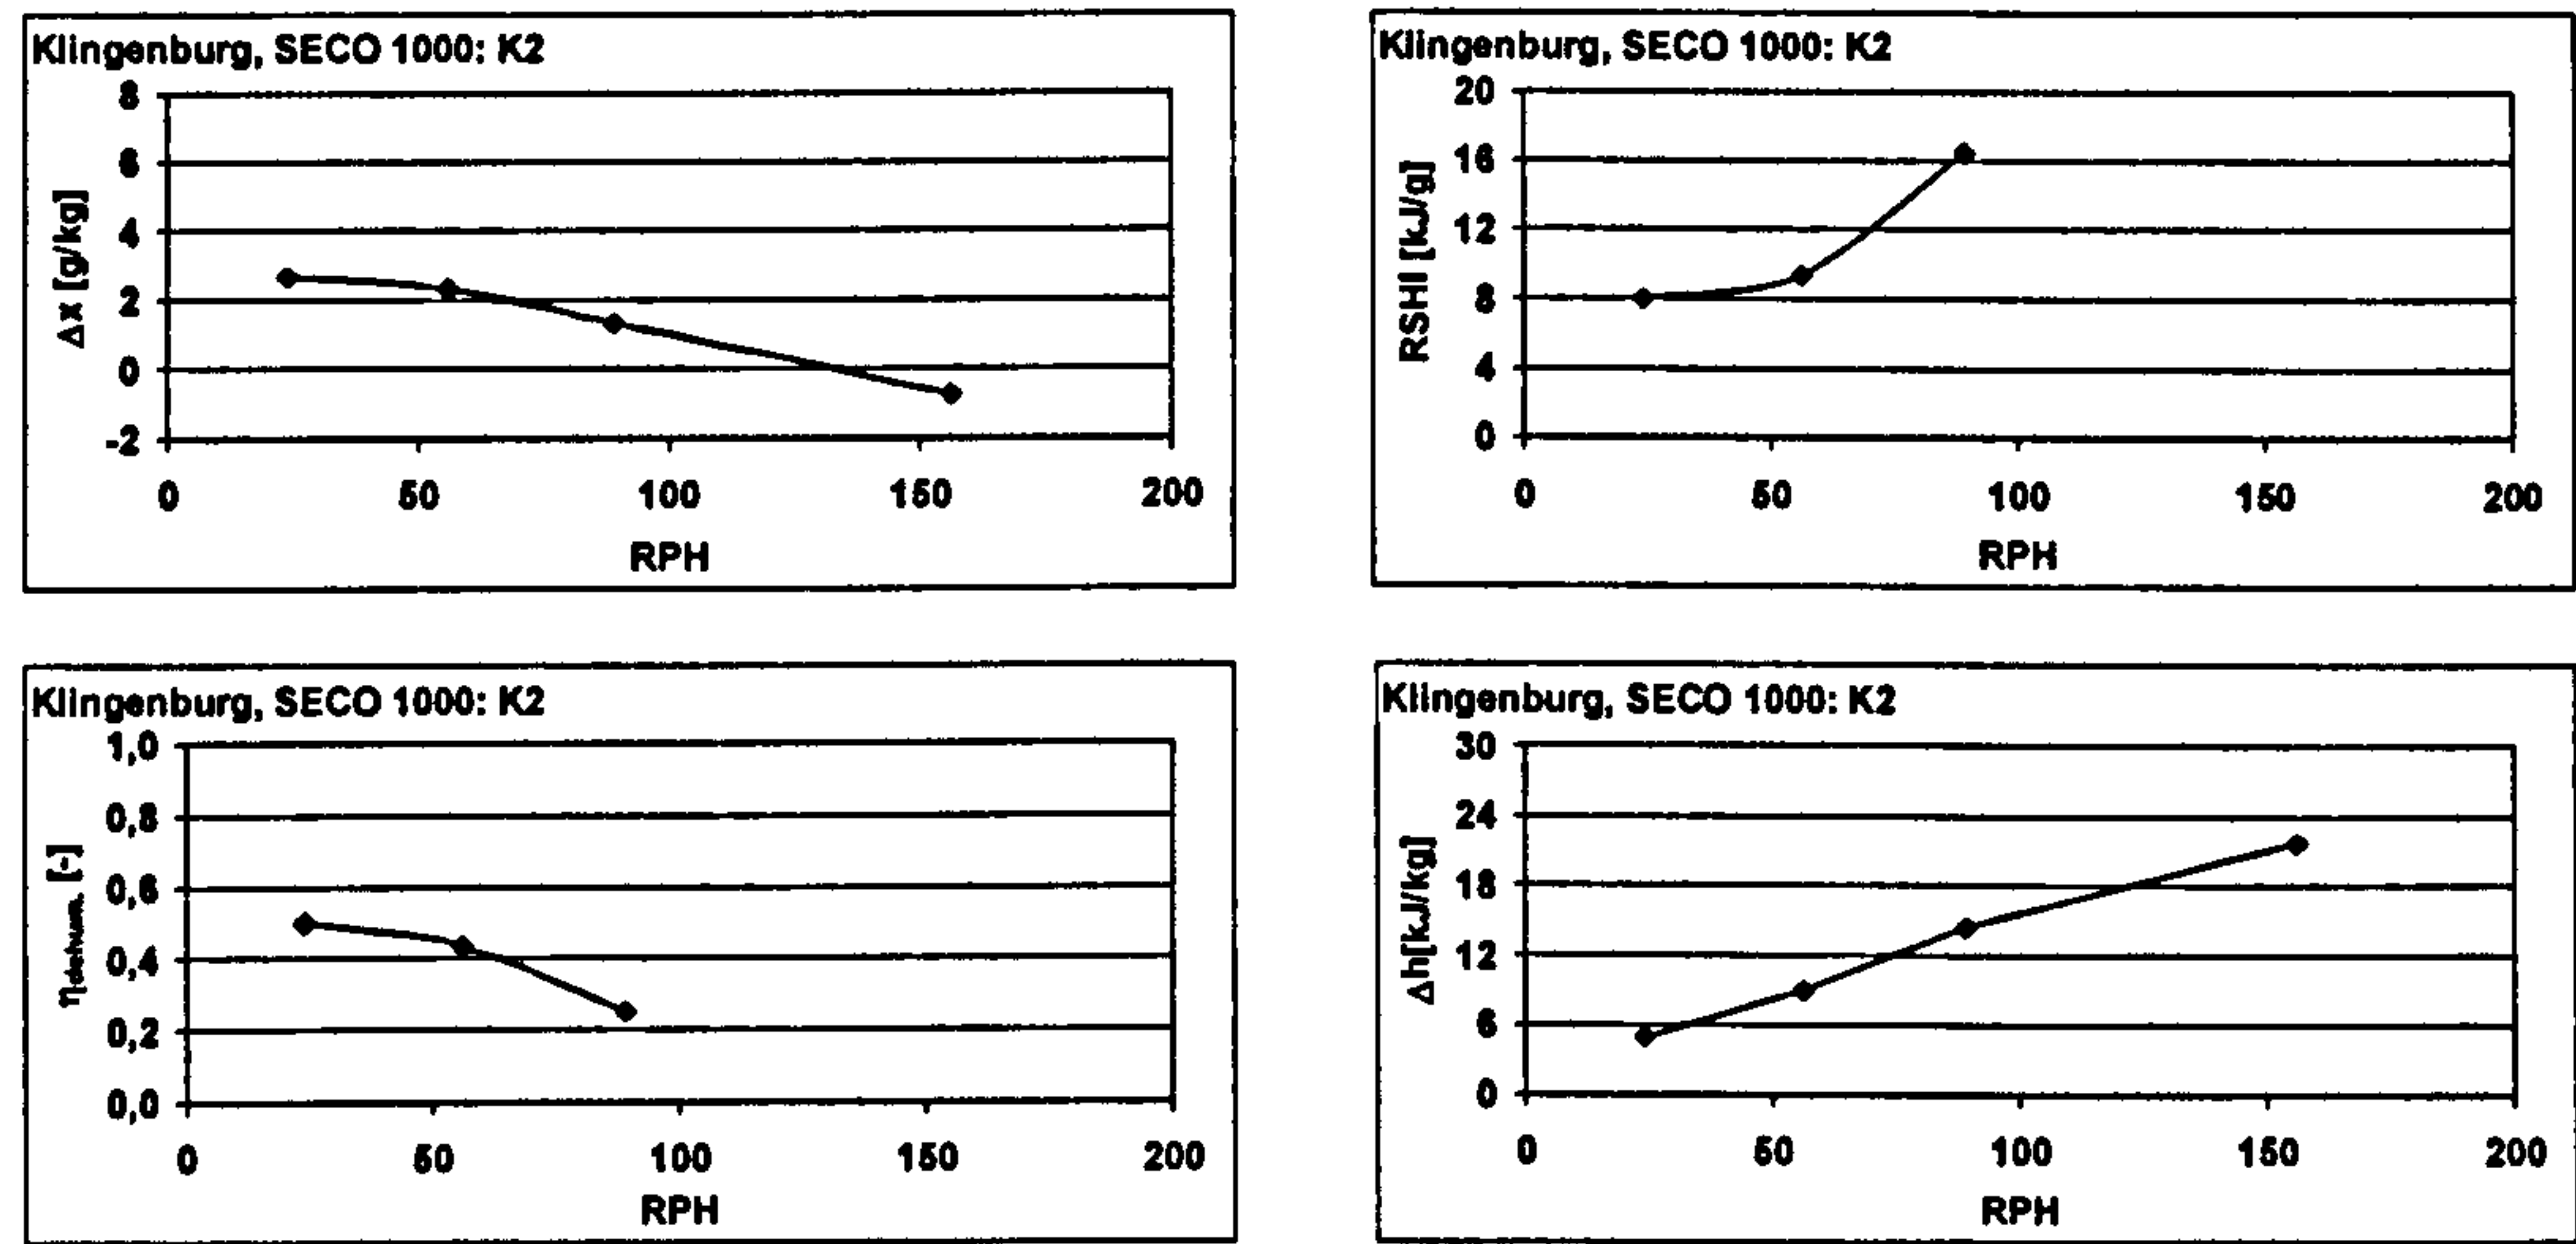 Klingenburg, SECO 1000: K2
8
6
4
2
0
-2
Δx [g/kg]
0 50 100 150 200
RPH
Klingenburg, SECO 1000: K2
20
16
12
8
4
0
RSHI [kJ/g]
0 50 100 150 200
RPH
Klingenburg, SECO 1000: K2
1,0
0,8
0,6
0,4
0,2
0,0
ηdehum. [-]
0 50 100 150 200
RPH
Klingenburg, SECO 1000: K2
30
24
18
12
6
0
Δh[kJ/kg]
0 50 100 150 200
RPH